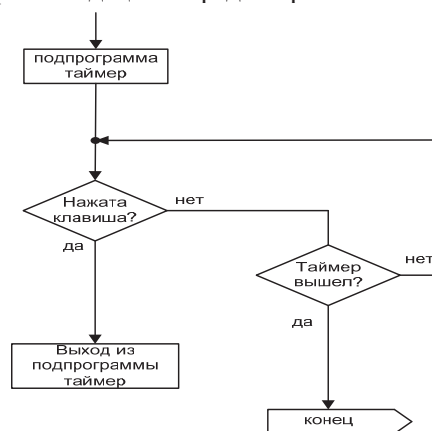 подпрограмма
таймер
Нажата
клавиша?
нет
да
Таймер
вышел?
нет
да
Выход из
подпрограммы
таймер
конец